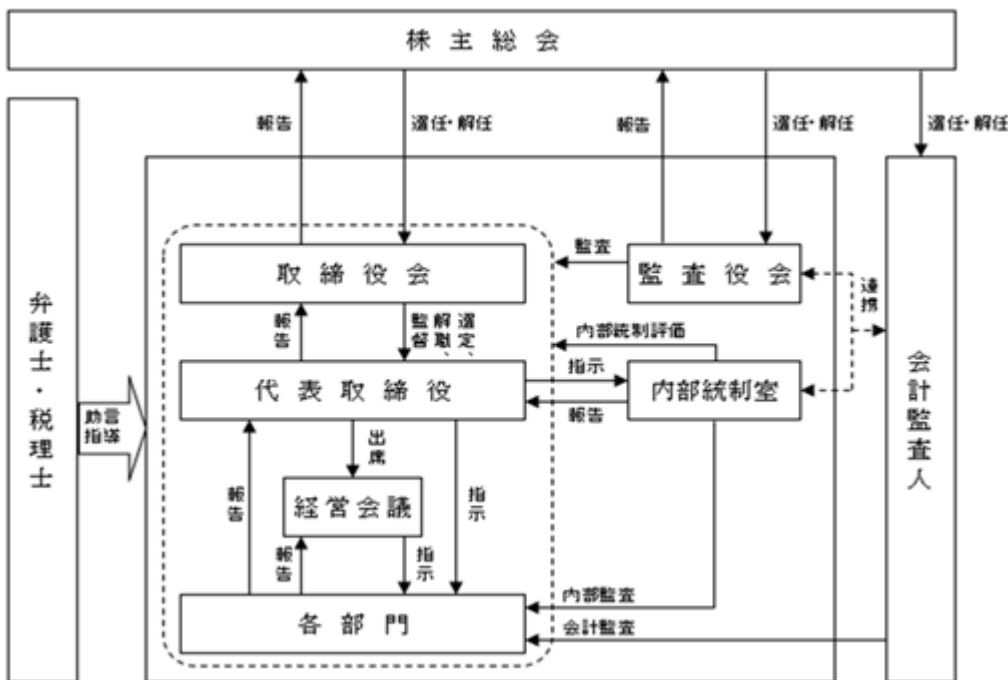 株主総会
報告
選任・解任
報告
選任・解任
選任・解任
弁護士・税理士
助言
指導
取締役会
監査
監査役会
連携
報告
選定、
解職、
監督
内部統制評価
代表取締役
指示
報告
内部統制室
会計監査人
出席
報告
経営会議
指示
報告
指示
内部監査
各部門
会計監査